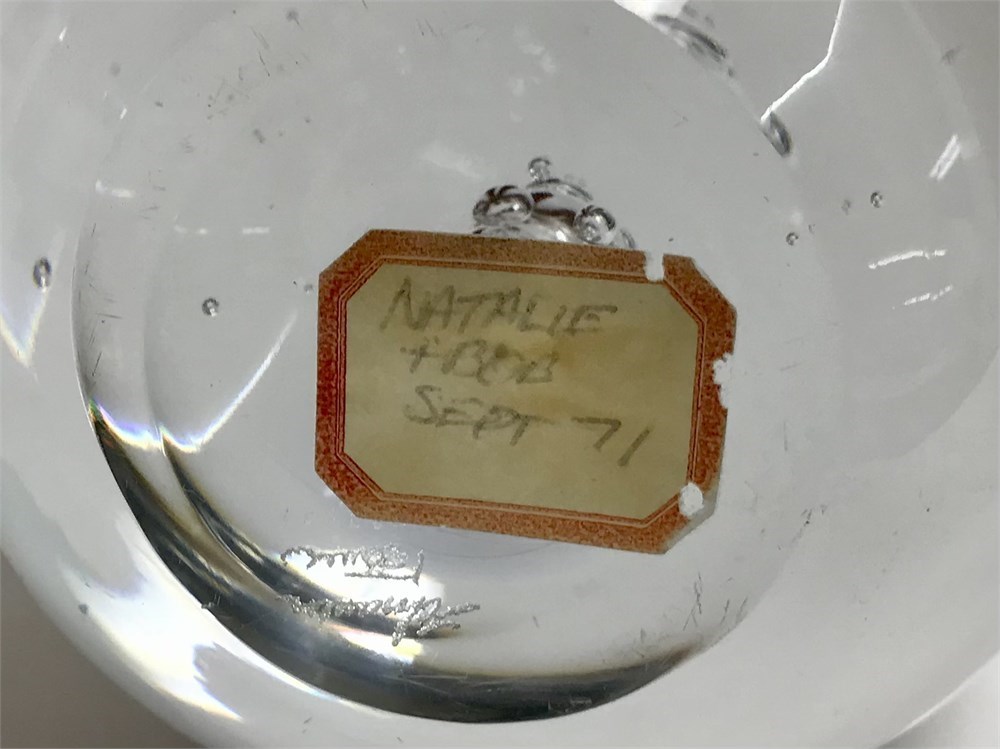 NATALIE
+ BOB
SEPT 71